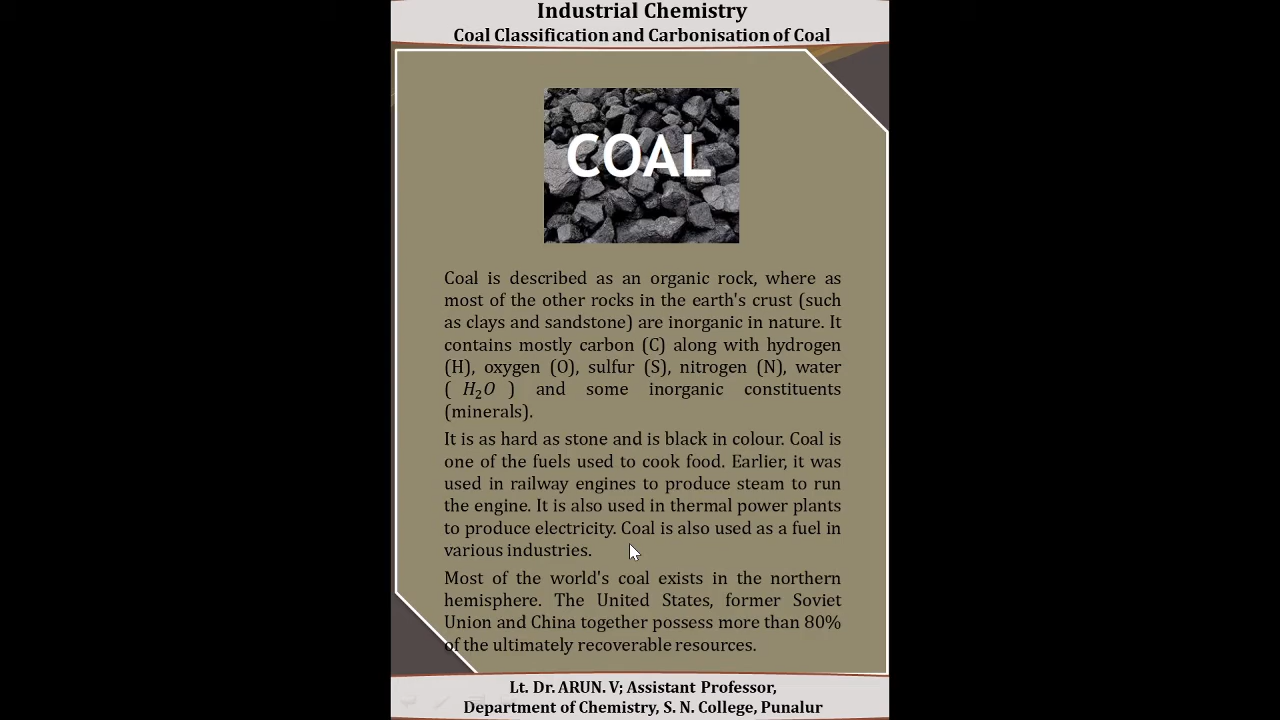 Industrial Chemistry
Coal Classification and Carbonisation of Coal
COAL
Coal is described as an organic rock, where as
most of the other rocks in the earth's crust (such
as clays and sandstone) are inorganic in nature. It
contains mostly carbon (C) along with hydrogen
(H), oxygen (O), sulfur (S), nitrogen (N), water
( H₂O ) and some inorganic constituents
(minerals).
It is as hard as stone and is black in colour. Coal is
one of the fuels used to cook food. Earlier, it was
used in railway engines to produce steam to run
the engine. It is also used in thermal power plants
to produce electricity. Coal is also used as a fuel in
various industries.
Most of the world's coal exists in the northern
hemisphere. The United States, former Soviet
Union and China together possess more than 80%
of the ultimately recoverable resources.
Lt. Dr. ARUN. V; Assistant Professor,
Department of Chemistry, S. N. College, Punalur